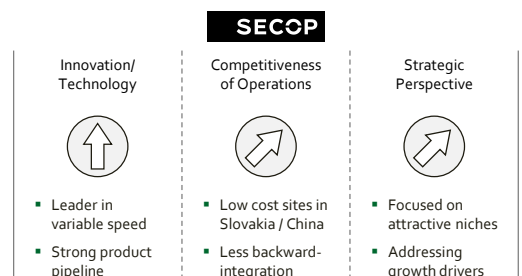 SECOP
Innovation/
Technology
Leader in
variable speed
Strong product
pipeline
Competitiveness
of Operations
Low cost sites in
Slovakia / China
Less backward-
integration
Strategic
Perspective
Focused on
attractive niches
Addressing
growth drivers